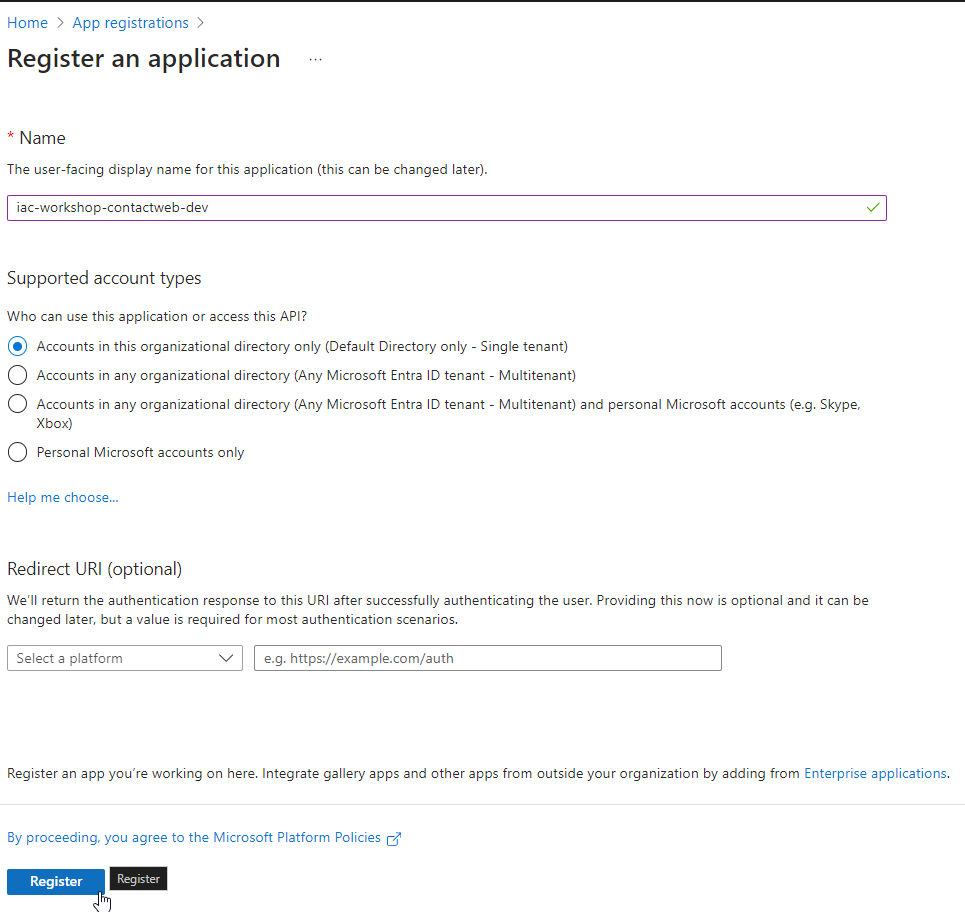 Home > App registrations >
Register an application ...
* Name
The user-facing display name for this application (this can be changed later).
iac-workshop-contactweb-dev
Supported account types
Who can use this application or access this API?
Accounts in this organizational directory only (Default Directory only - Single tenant)
Accounts in any organizational directory (Any Microsoft Entra ID tenant - Multitenant)
Accounts in any organizational directory (Any Microsoft Entra ID tenant - Multitenant) and personal Microsoft accounts (e.g. Skype,
Xbox)
Personal Microsoft accounts only
Help me choose...
Redirect URI (optional)
We'll return the authentication response to this URI after successfully authenticating the user. Providing this now is optional and it can be
changed later, but a value is required for most authentication scenarios.
Select a platform e.g. https://example.com/auth
Register an app you're working on here. Integrate gallery apps and other apps from outside your organization by adding from Enterprise applications.
By proceeding, you agree to the Microsoft Platform Policies
Register Register